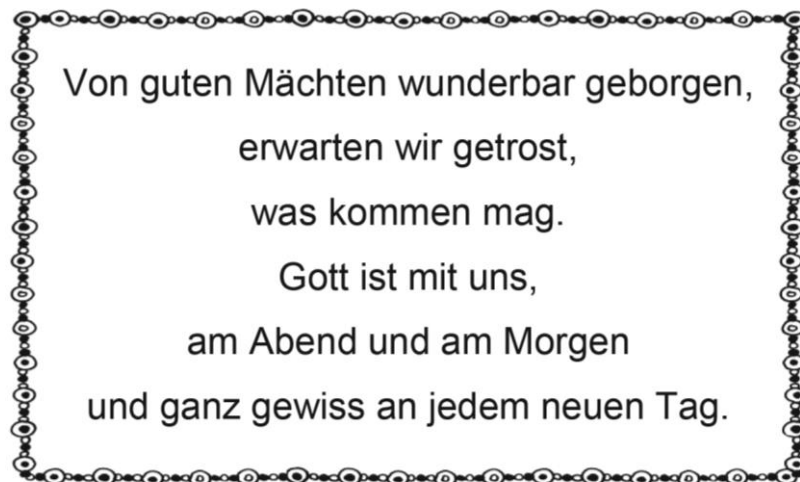 Von guten Mächten wunderbar geborgen,
erwarten wir getrost,
was kommen mag.
Gott ist mit uns,
am Abend und am Morgen
und ganz gewiss an jedem neuen Tag.